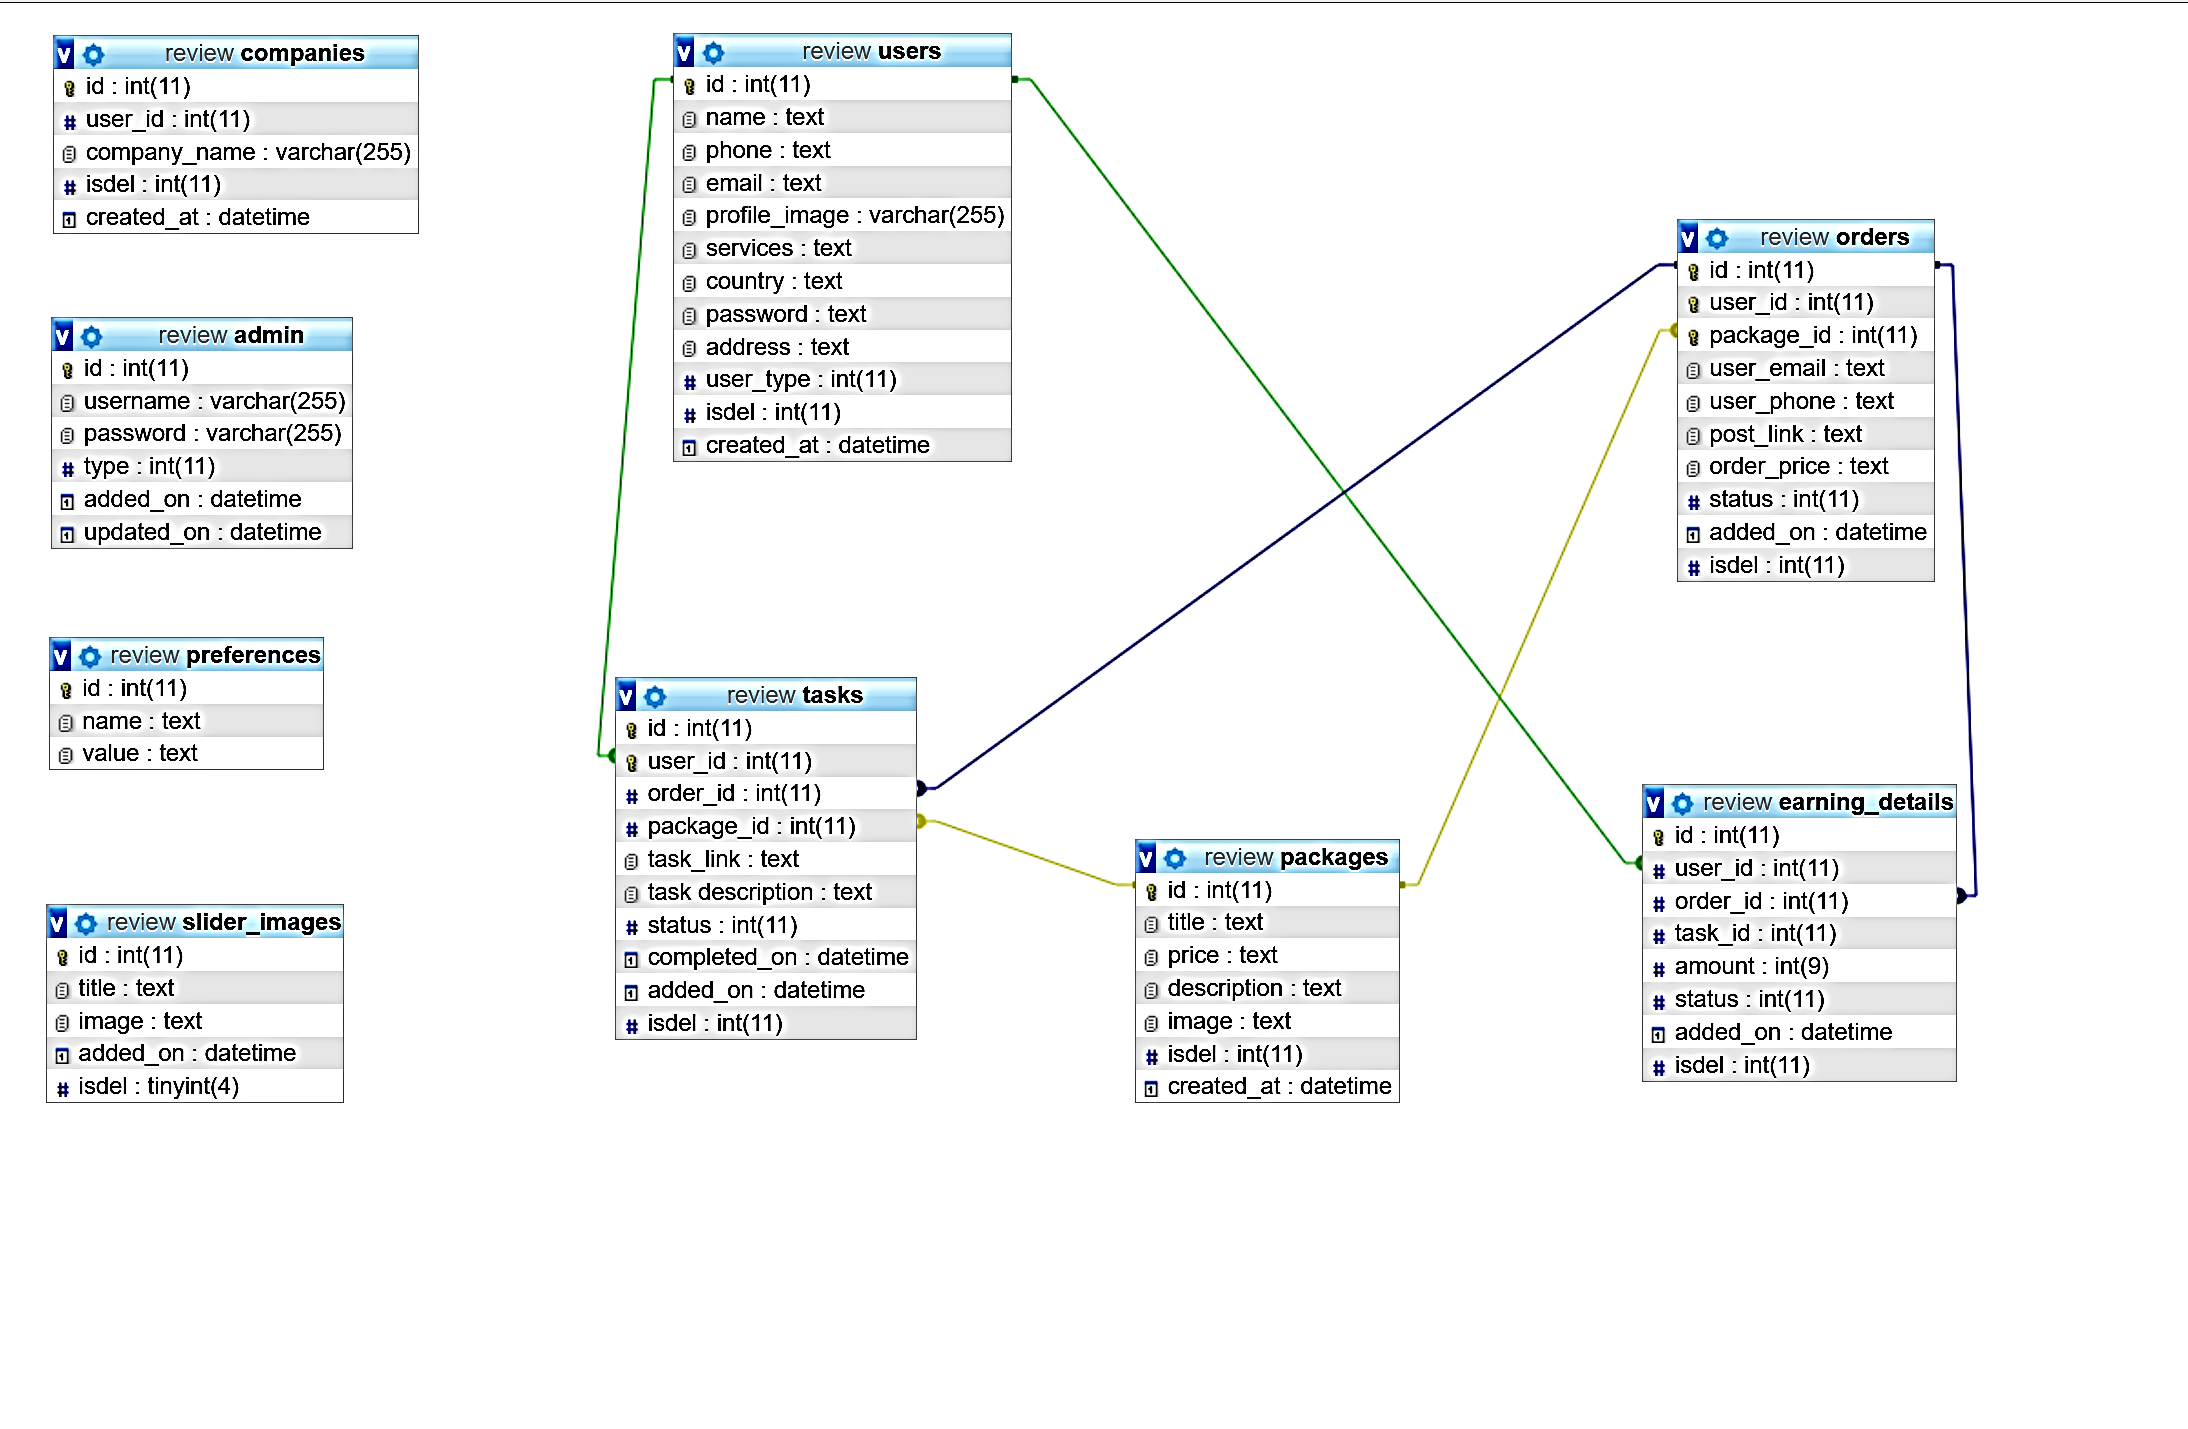 review companies
id : int(11)
user_id : int(11)
company_name : varchar(255)
isdel : int(11)
created_at : datetime
review admin
id : int(11)
username : varchar(255)
password : varchar(255)
type : int(11)
added_on : datetime
updated_on : datetime
review preferences
id : int(11)
name : text
value : text
review slider_images
id : int(11)
title : text
image : text
added_on : datetime
isdel : tinyint(4)
review users
id : int(11)
name : text
phone : text
email : text
profile_image : varchar(255)
services : text
country : text
password : text
address : text
user_type : int(11)
isdel : int(11)
created_at : datetime
review tasks
id : int(11)
user_id : int(11)
order_id : int(11)
package_id : int(11)
task_link : text
task description : text
status : int(11)
completed_on : datetime
added_on : datetime
isdel : int(11)
review packages
id : int(11)
title : text
price : text
description : text
image : text
isdel : int(11)
created_at : datetime
review orders
id : int(11)
user_id : int(11)
package_id : int(11)
user_email : text
user_phone : text
post_link : text
order_price : text
status : int(11)
added_on : datetime
isdel : int(11)
review earning_details
id : int(11)
user_id : int(11)
order_id : int(11)
task_id : int(11)
amount : int(9)
status : int(11)
added_on : datetime
isdel : int(11)